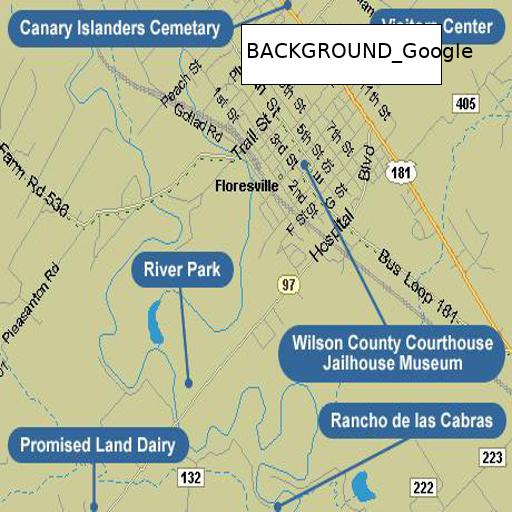 Canary Islanders Cemetary
Visitors Center
BACKGROUND_Google
Peach St
1st St
Goliad Rd
Trail St
3rd St
5th St
7th St
11th St
405
Blvd
181
Farm Rd 536
Floresville
2nd St
F St
G St
Hospital
Pleasanton Rd
River Park
97
Bus Loop 181
Wilson County Courthouse
Jailhouse Museum
Rancho de las Cabras
Promised Land Dairy
132
223
222